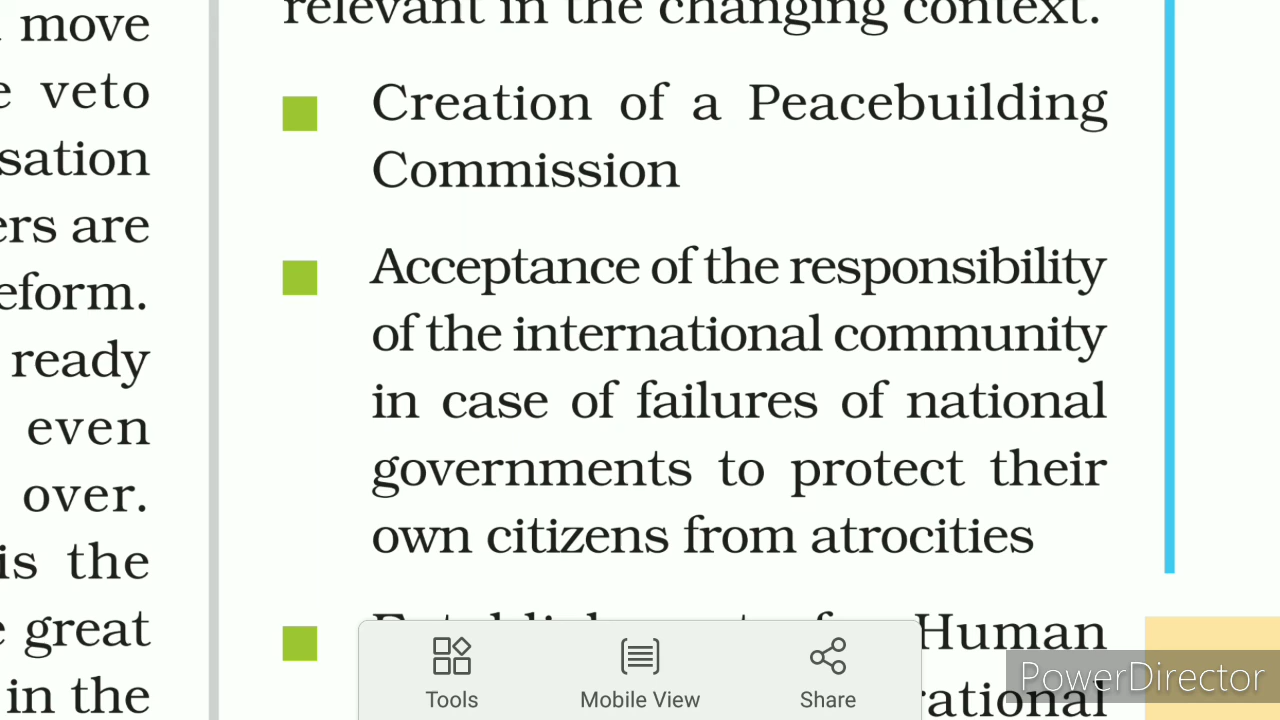 move
veto
sation
ers are
eform.
ready
even
over.
is the
great
in the
relevant in the changing context.
Creation of a Peacebuilding
Commission
Acceptance of the responsibility
of the international community
in case of failures of national
governments to protect their
own citizens from atrocities
Human
rational
Tools
Mobile View
Share
PowerDirector